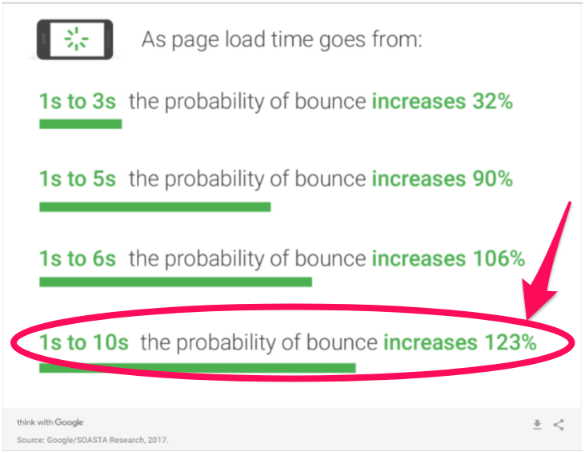 As page load time goes from:
1s to 3s the probability of bounce increases 32%
1s to 5s the probability of bounce increases 90%
1s to 6s the probability of bounce increases 106%
1s to 10s the probability of bounce increases 123%
think with Google
Source: Google/SOASTA Research, 2017.